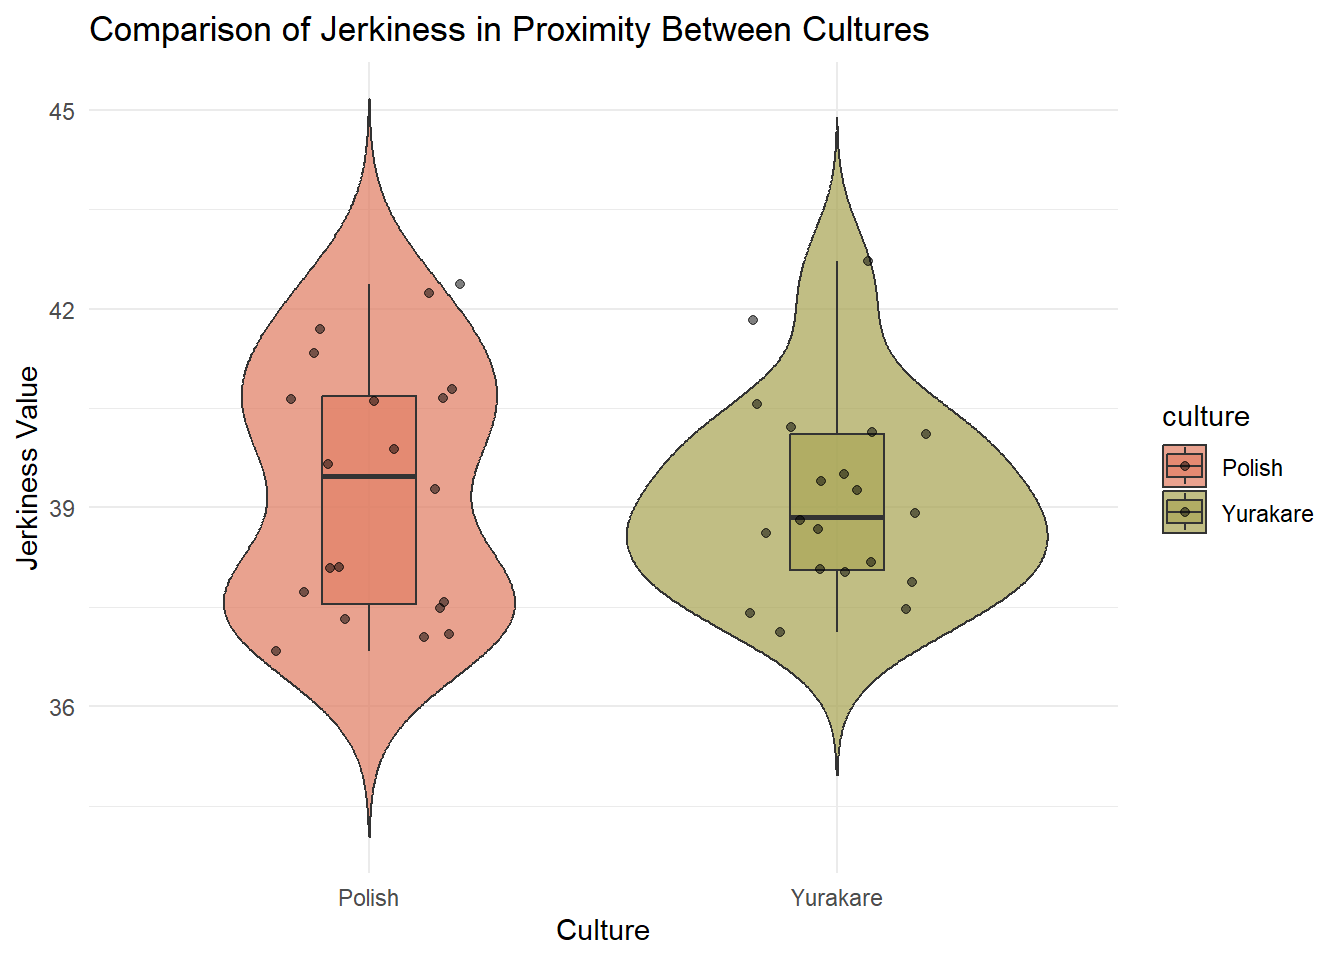 Comparison of Jerkiness in Proximity Between Cultures
45
42
39
36
Jerkiness Value
Polish
Yurakare
Culture
culture
Polish
Yurakare